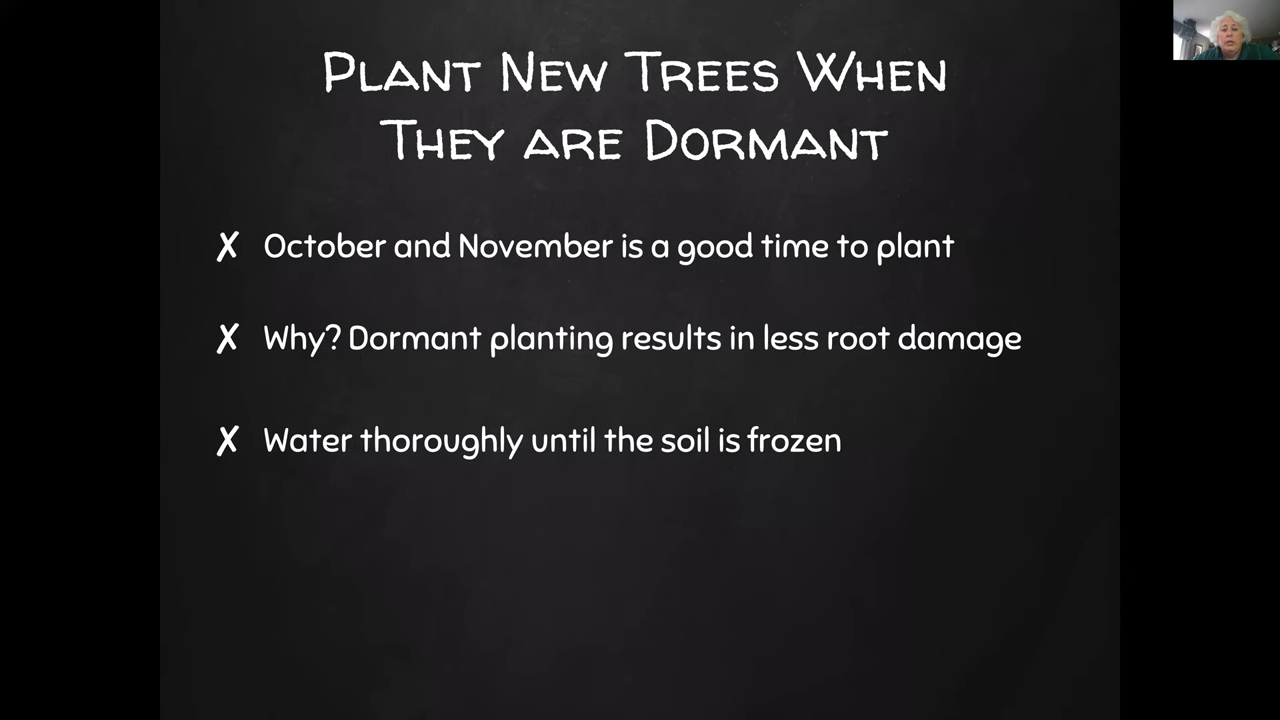 Plant New Trees When
They are Dormant
✗ October and November is a good time to plant
✗ Why? Dormant planting results in less root damage
✗ Water thoroughly until the soil is frozen